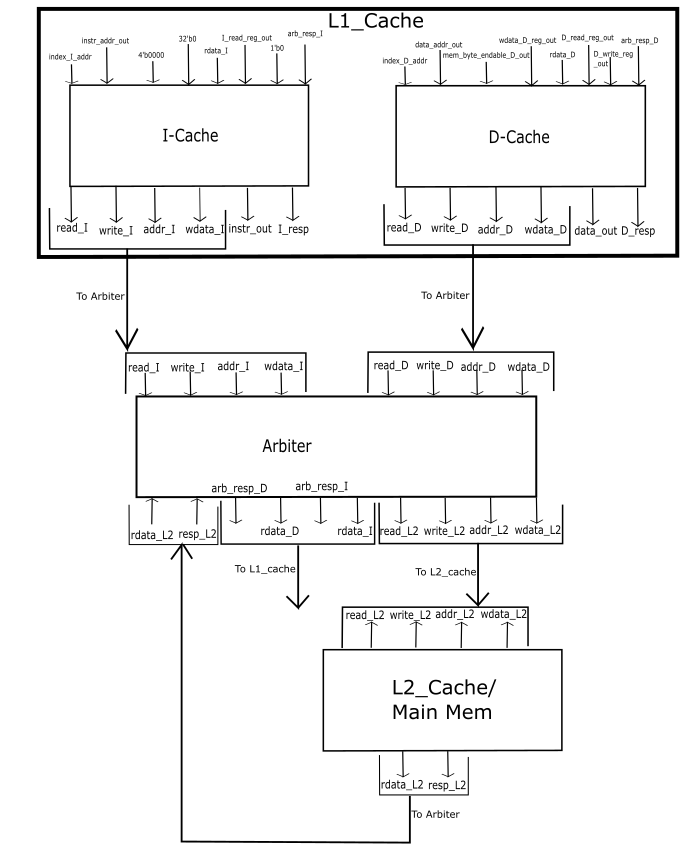 L1_Cache
index_I_addr
instr_addr_out
4'b0000
32'b0
rdata_I
I_read_reg_out
1'b0
arb_resp_I
index_D_addr
data_addr_out
mem_byte_endable_D_out
wdata_D_reg_out
rdata_D
D_read_reg_out
D_write_reg
_out
arb_resp_D
I-Cache
D-Cache
read_I write_I addr_I wdata_I instr_out I_resp
read_D write_D addr_D wdata_D data_out D_resp
To Arbiter
To Arbiter
read_I write_I addr_I wdata_I
read_D write_D addr_D wdata_D
Arbiter
arb_resp_D
arb_resp_I
rdata_L2 resp_L2
rdata_D
rdata_I
read_L2 write_L2 addr_L2 wdata_L2
To L1_cache
To L2_cache
read_L2 write_L2 addr_L2 wdata_L2
L2_Cache/
Main Mem
rdata_L2 resp_L2
To Arbiter